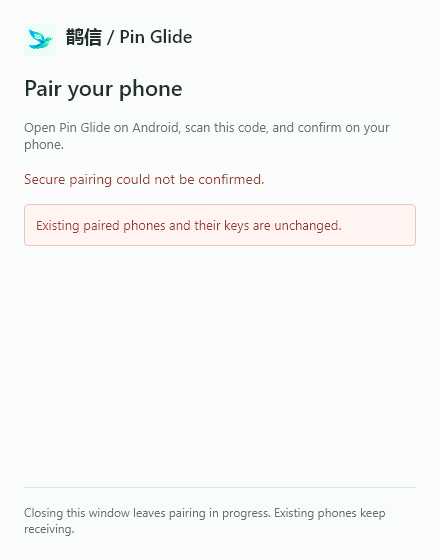 鹊信 / Pin Glide
Pair your phone
Open Pin Glide on Android, scan this code, and confirm on your
phone.
Secure pairing could not be confirmed.
Existing paired phones and their keys are unchanged.
Closing this window leaves pairing in progress. Existing phones keep
receiving.